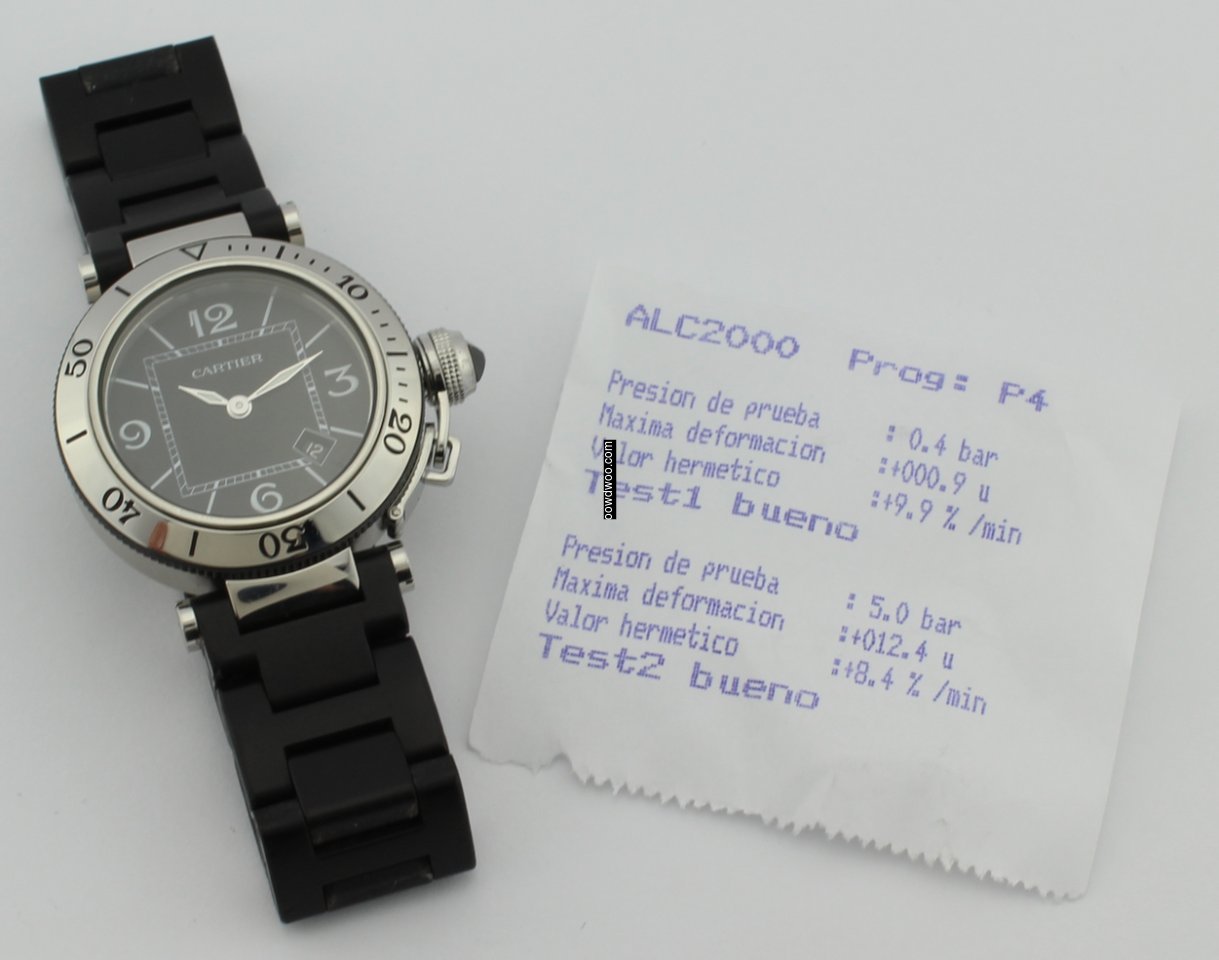 12
CARTIER
3
9
12
6
10
20
30
40
50
ALC2000 Prog: P4
Presion de prueba : 0.4 bar
Maxima deformacion :+000.9 u
Valor hermetico :+9.9 % /min
Test1 bueno
Presion de prueba : 5.0 bar
Maxima deformacion :+012.4 u
Valor hermetico :+8.4 % /min
Test2 bueno
powdwoo.com